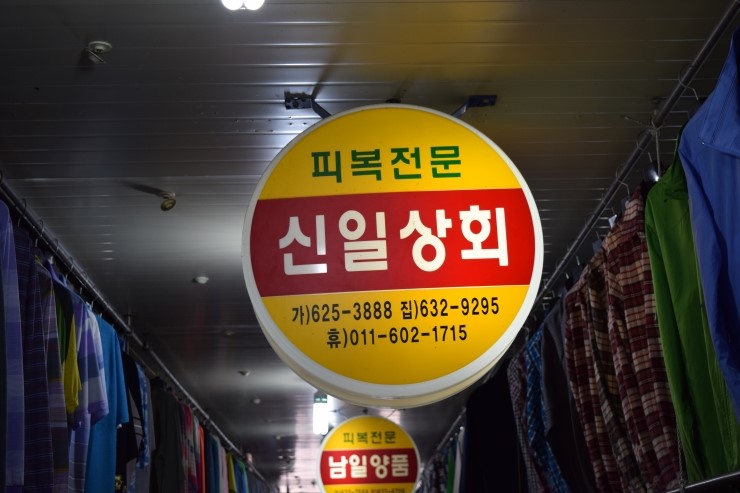 피복전문
신일상회
가)625-3888 집)632-9295
휴)011-602-1715
피복전문
남일양품